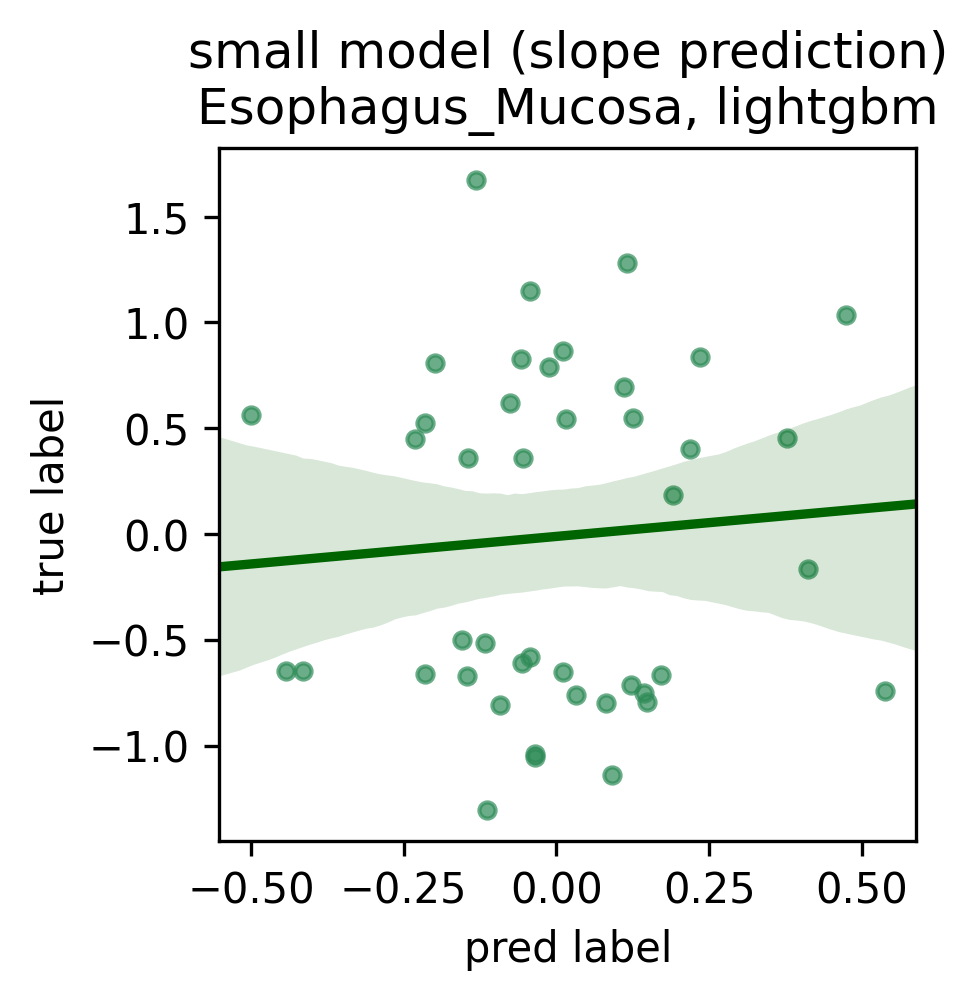 small model (slope prediction)
Esophagus_Mucosa, lightgbm
1.5
1.0
0.5
0.0
−0.5
−1.0
true label
−0.50 −0.25 0.00 0.25 0.50
pred label